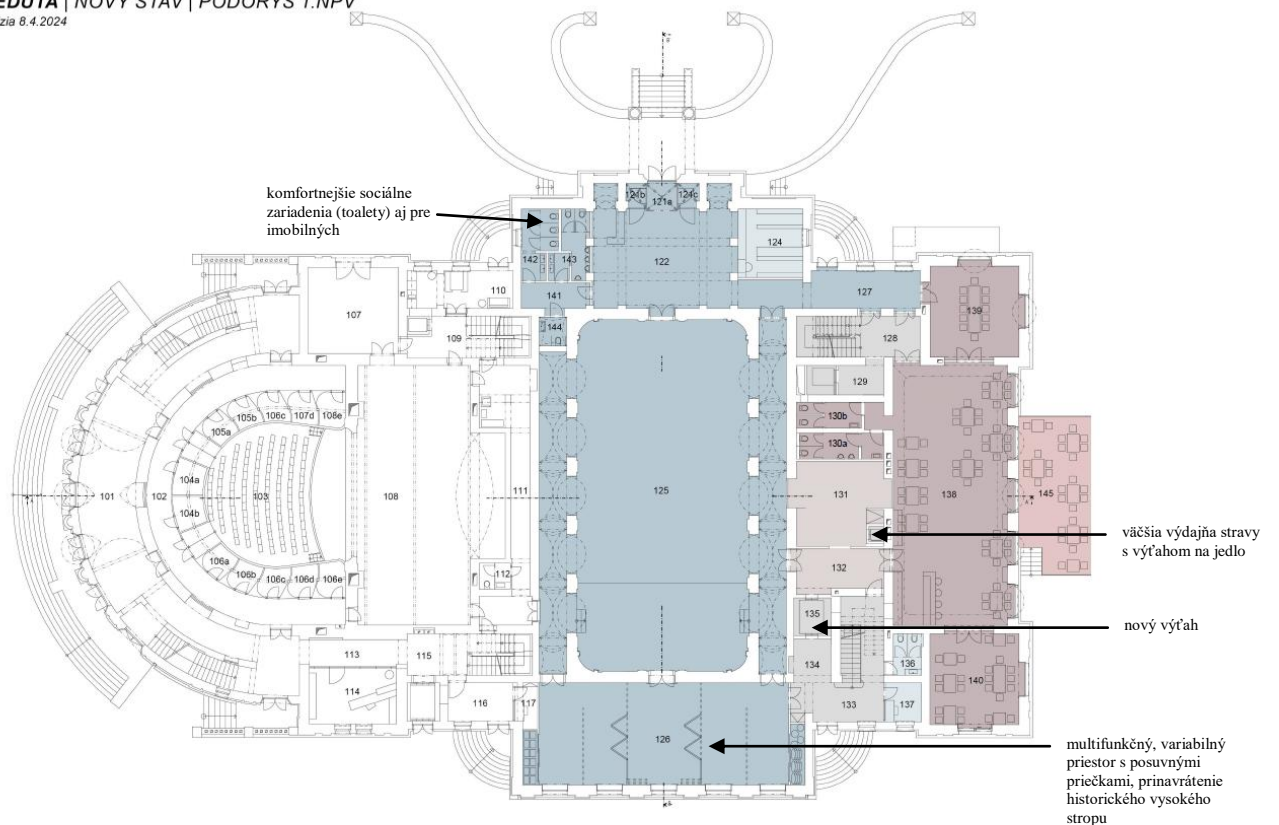 EDUTA | NOVÝ STAV | PÔDORYS 1.NPV
zia 8.4.2024
komfortnejšie sociálne
zariadenia (toalety) aj pre
imobilných
121b
121a
121c
124
142
143
122
110
141
127
139
107
109
144
128
129
105b
106c
107d
108e
105a
130b
130a
104a
101
102
103
108
111
125
131
138
145
104b
väčšia výdajňa stravy
s výťahom na jedlo
106a
106b
106c
106d
106e
112
132
135
nový výťah
113
115
134
136
140
114
116
117
133
137
126
multifunkčný, variabilný
priestor s posuvnými
priečkami, prinavrátenie
historického vysokého
stropu